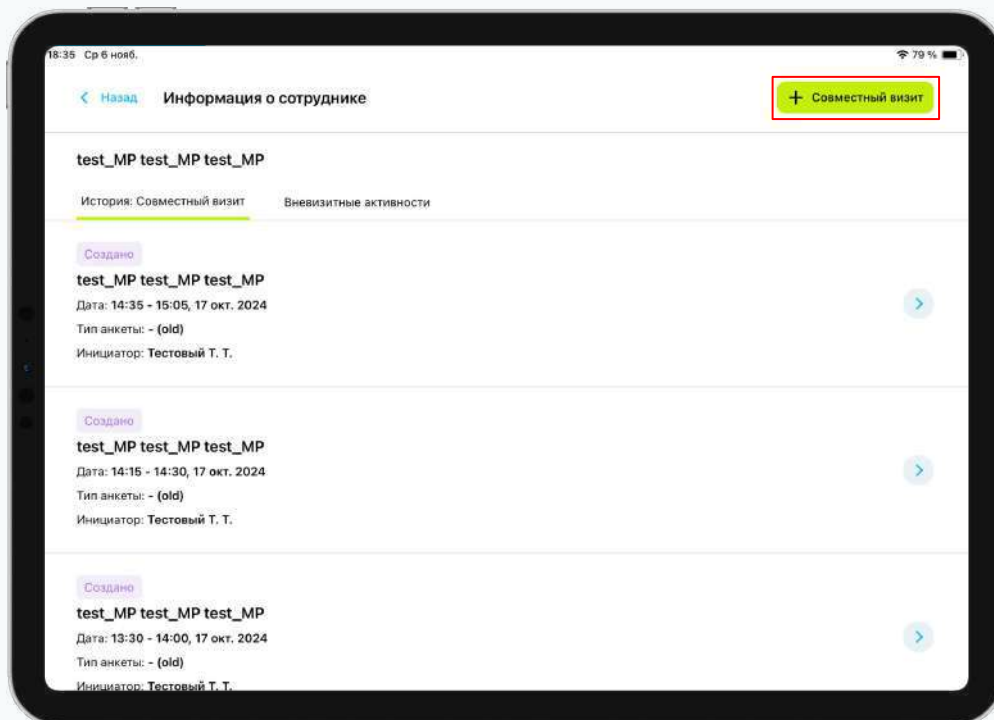 18:35 Ср 6 нояб.
79 %
Назад
Информация о сотруднике
+ Совместный визит
test_MP test_MP test_MP
История: Совместный визит
Вневизитные активности
Создано
test_MP test_MP test_MP
Дата: 14:35 - 15:05, 17 окт. 2024
Тип анкеты: - (old)
Инициатор: Тестовый Т. Т.
Создано
test_MP test_MP test_MP
Дата: 14:15 - 14:30, 17 окт. 2024
Тип анкеты: - (old)
Инициатор: Тестовый Т. Т.
Создано
test_MP test_MP test_MP
Дата: 13:30 - 14:00, 17 окт. 2024
Тип анкеты: - (old)
Инициатор: Тестовый Т. Т.